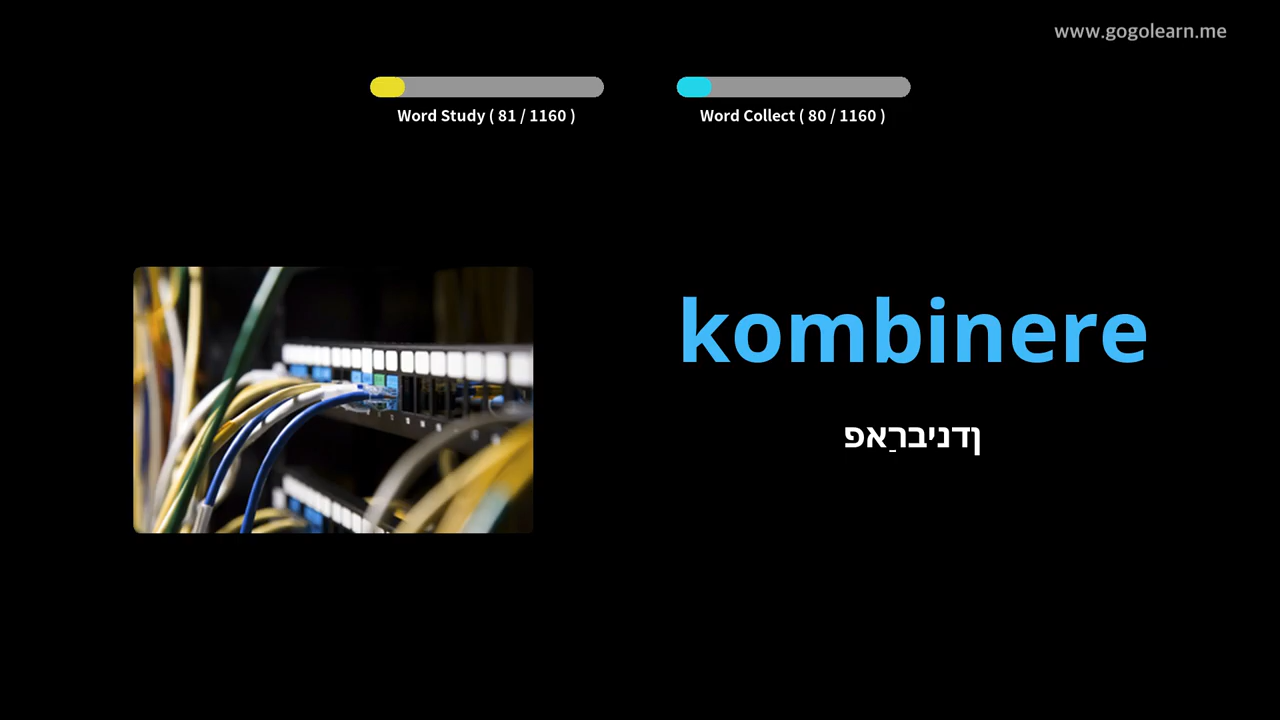 www.gogolearn.me
Word Study ( 81 / 1160 )
Word Collect ( 80 / 1160 )
kombinere
פאַרבינדן